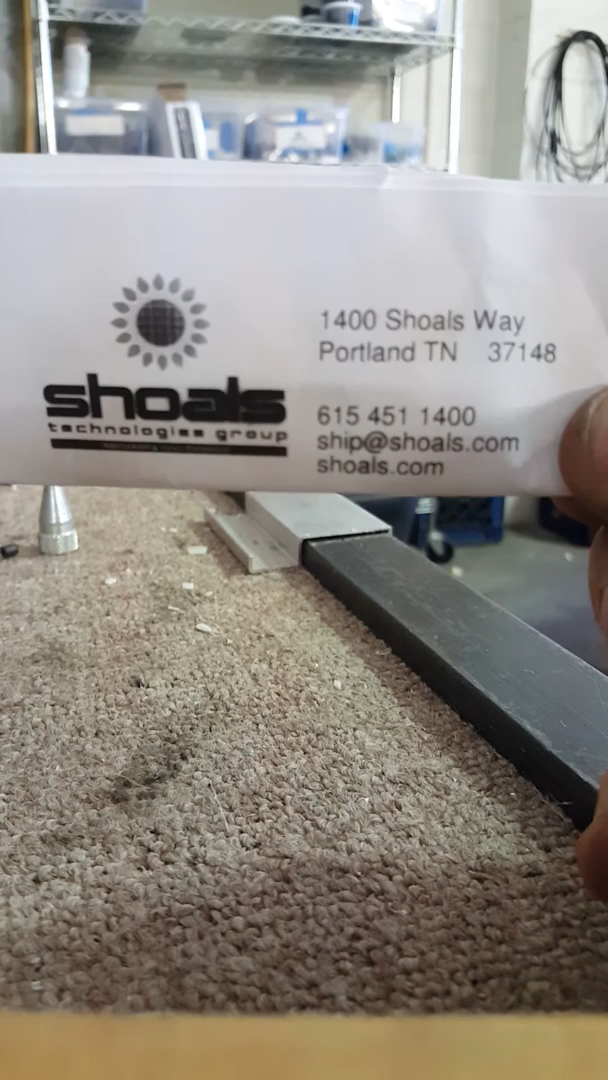 shoals
technologies group
1400 Shoals Way
Portland TN 37148
615 451 1400
ship@shoals.com
shoals.com